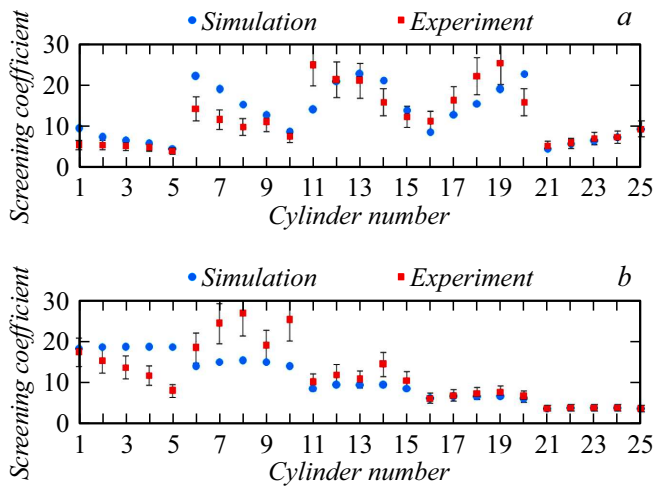 Simulation Experiment a
Screening coefficient
30
20
10
0
1 3 5 7 9 11 13 15 17 19 21 23 25
Cylinder number
Simulation Experiment b
Screening coefficient
30
20
10
0
1 3 5 7 9 11 13 15 17 19 21 23 25
Cylinder number